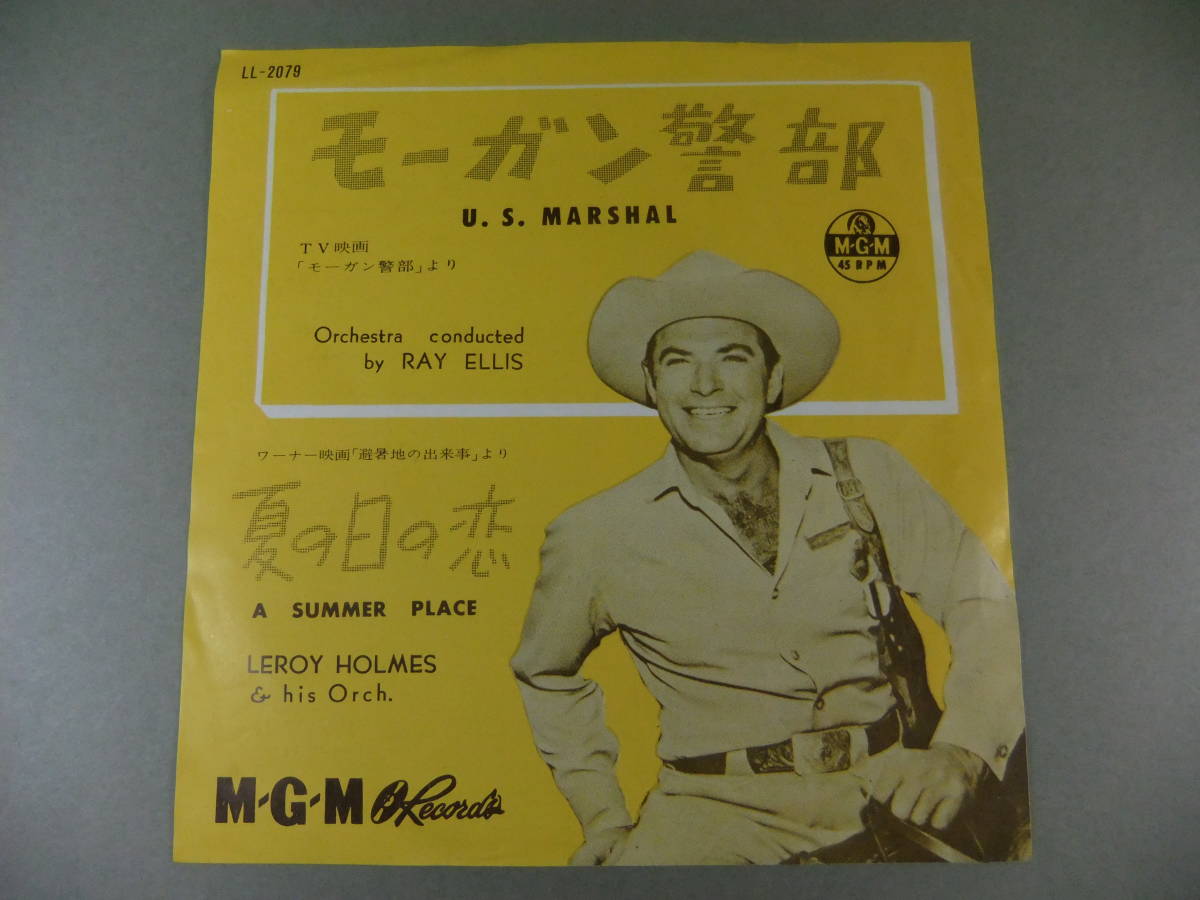 LL-2079
モーガン警部
U. S. MARSHAL
TV映画
「モーガン警部」より
M-G-M
45 RPM
Orchestra conducted
by RAY ELLIS
ワーナー映画「避暑地の出来事」より
夏の日の恋
A SUMMER PLACE
LEROY HOLMES
& his Orch.
M-G-M Records